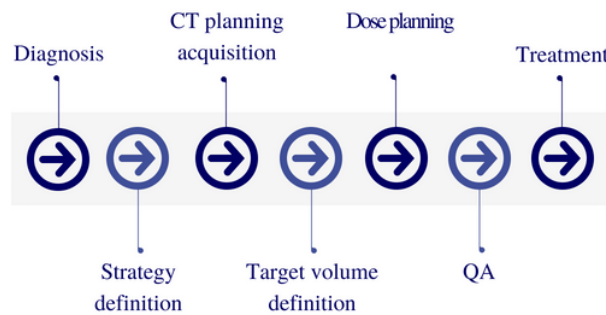 Diagnosis
Strategy
definition
CT planning
acquisition
Target volume
definition
Dose planning
QA
Treatment